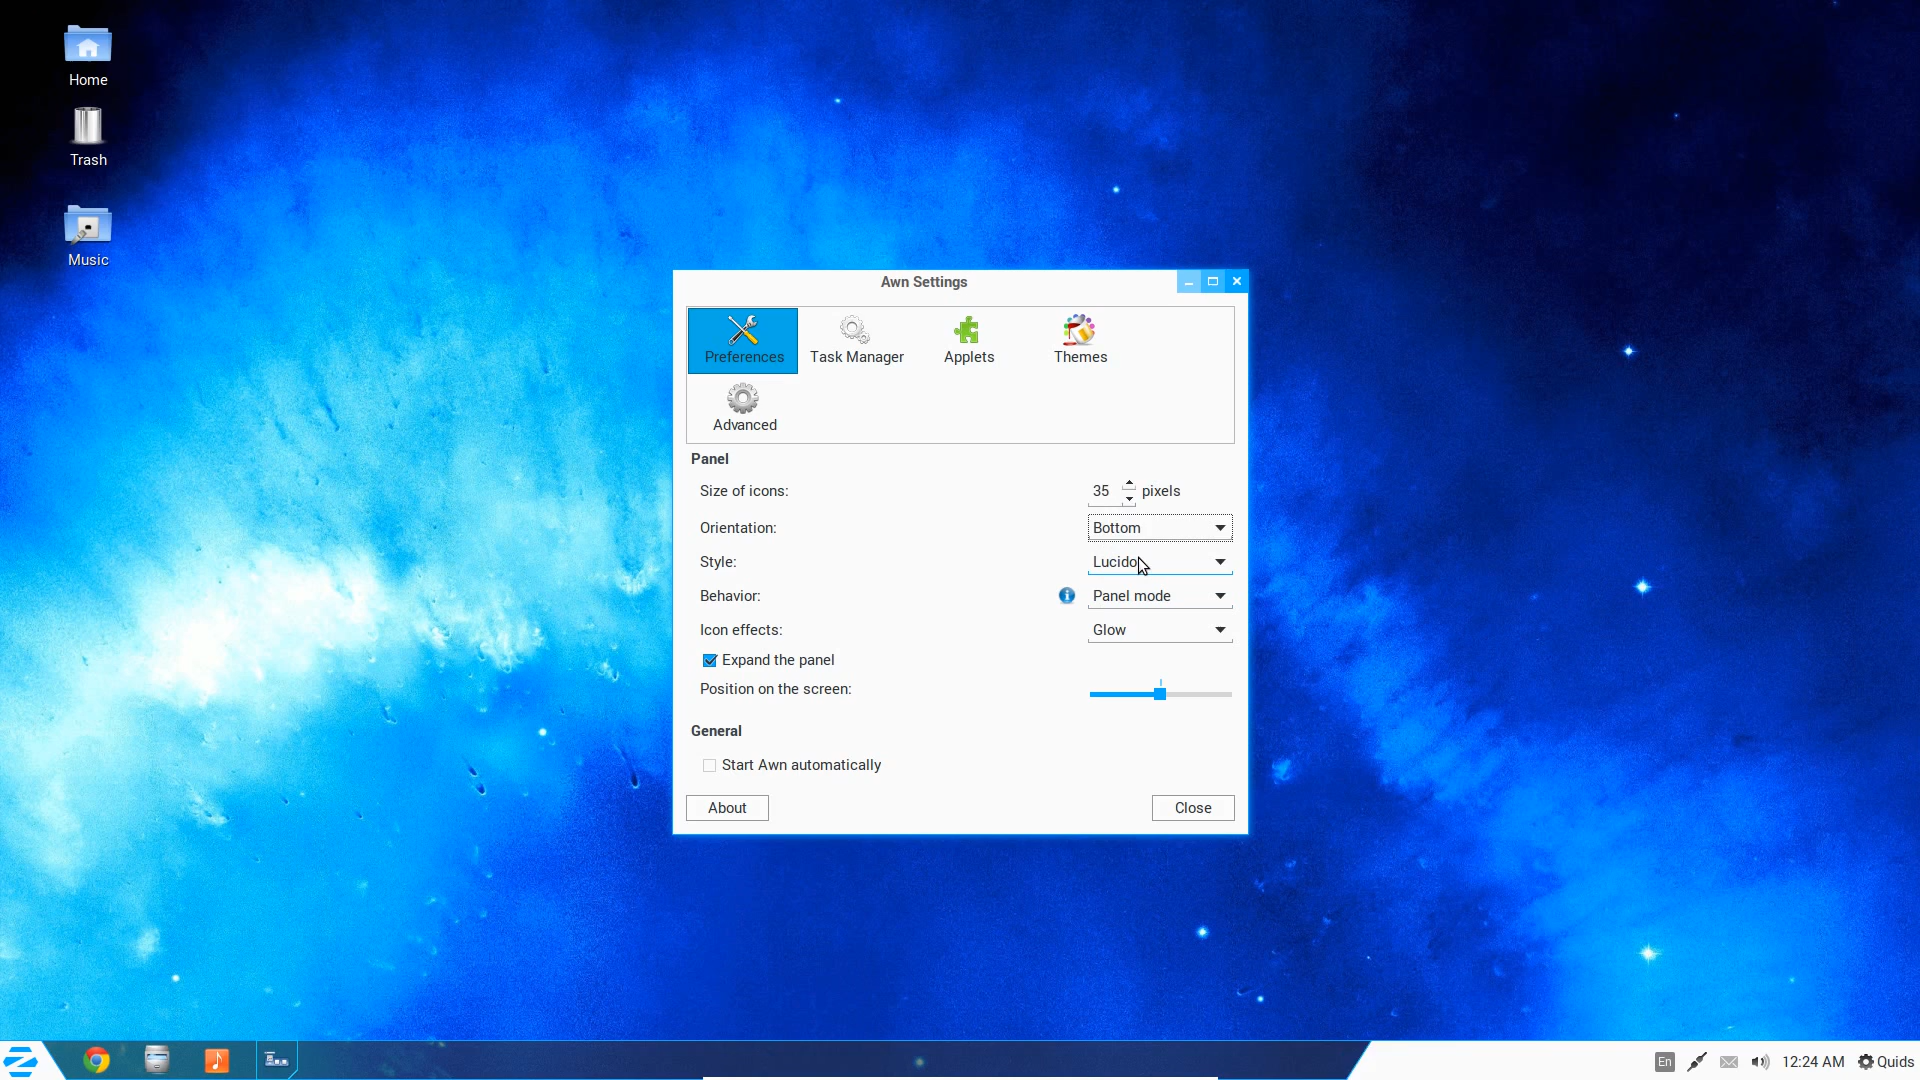 Home
Trash
Music
Awn Settings
Preferences
Task Manager
Applets
Themes
Advanced
Panel
Size of icons: 35 pixels
Orientation: Bottom
Style: Lucido
Behavior: Panel mode
Icon effects: Glow
Expand the panel
Position on the screen:
General
Start Awn automatically
About Close
En 12:24 AM Quids